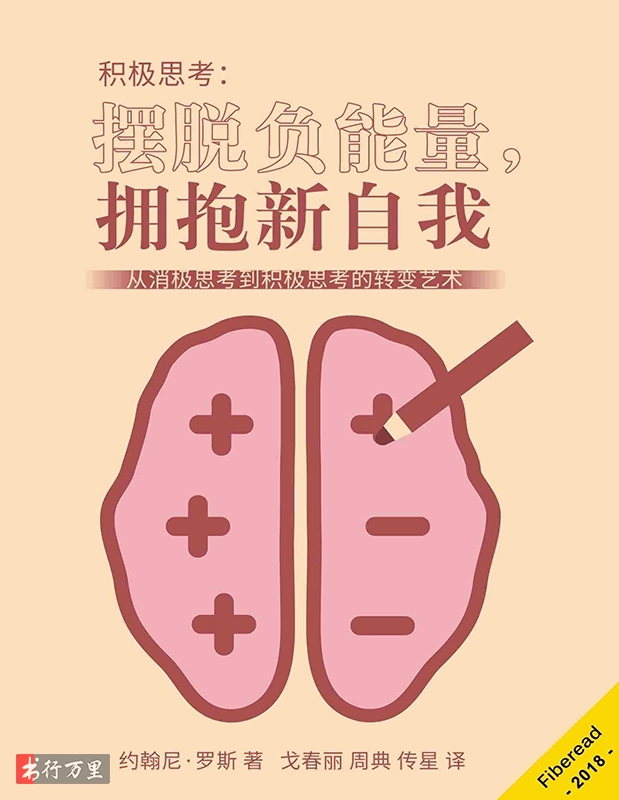 积极思考:
摆脱负能量,
拥抱新自我
从消极思考到积极思考的转变艺术
书行万里
约翰尼·罗斯 著 戈春丽 周典 传星 译
Fiberead
- 2018 -